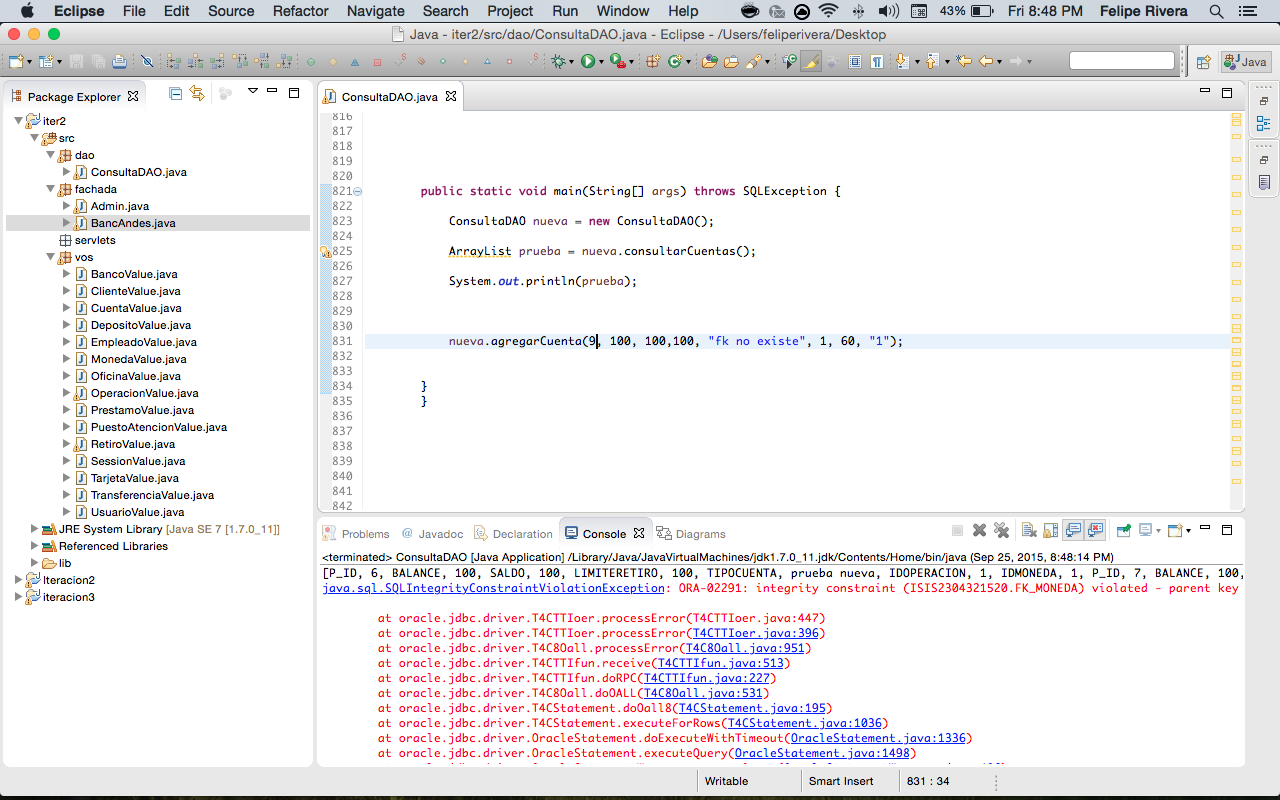 Eclipse File Edit Source Refactor Navigate Search Project Run Window Help 43% Fri 8:48 PM Felipe Rivera
Java - iter2/src/dao/ConsultaDAO.java - Eclipse - /Users/feliperivera/Desktop
Java
Package Explorer
iter2
src
dao
ConsultaDAO.java
fachada
Admin.java
BancAndes.java
servlets
vos
BancoValue.java
ClienteValue.java
CuentaValue.java
DepositoValue.java
EmpleadoValue.java
MonedaValue.java
OficinaValue.java
OperacionValue.java
PrestamoValue.java
PuestoAtencionValue.java
RetiroValue.java
SessionValue.java
TarjetaValue.java
TransferenciaValue.java
UsuarioValue.java
JRE System Library [Java SE 7 [1.7.0_11]]
Referenced Libraries
lib
Iteracion2
iteracion3
ConsultaDAO.java
816
817
818
819
820
821 public static void main(String[] args) throws SQLException {
822
823 ConsultaDAO nueva = new ConsultaDAO();
824
825 ArrayList prueba = nueva.consultarCuentas();
826
827 System.out.println(prueba);
828
829
830
831 nueva.agregarCuenta(9, 100, 100,100, "fk no existe", 1, 60, "1");
832
833
834 }
835 }
836
837
838
839
840
841
842
Problems @ Javadoc Declaration Console Diagrams
<terminated> ConsultaDAO [Java Application] /Library/Java/JavaVirtualMachines/jdk1.7.0_11.jdk/Contents/Home/bin/java (Sep 25, 2015, 8:48:14 PM)
[P_ID, 6, BALANCE, 100, SALDO, 100, LIMITERETIRO, 100, TIPOCUENTA, prueba nueva, IDOPERACION, 1, IDMONEDA, 1, P_ID, 7, BALANCE, 100,
java.sql.SQLIntegrityConstraintViolationException: ORA-02291: integrity constraint (ISIS2304321520.FK_MONEDA) violated - parent key
at oracle.jdbc.driver.T4CTTIoer.processError(T4CTTIoer.java:447)
at oracle.jdbc.driver.T4CTTIoer.processError(T4CTTIoer.java:396)
at oracle.jdbc.driver.T4C8Oall.processError(T4C8Oall.java:951)
at oracle.jdbc.driver.T4CTTIfun.receive(T4CTTIfun.java:513)
at oracle.jdbc.driver.T4CTTIfun.doRPC(T4CTTIfun.java:227)
at oracle.jdbc.driver.T4C8Oall.doOALL(T4C8Oall.java:531)
at oracle.jdbc.driver.T4CStatement.doOall8(T4CStatement.java:195)
at oracle.jdbc.driver.T4CStatement.executeForRows(T4CStatement.java:1036)
at oracle.jdbc.driver.OracleStatement.doExecuteWithTimeout(OracleStatement.java:1336)
at oracle.jdbc.driver.OracleStatement.executeQuery(OracleStatement.java:1498)
Writable Smart Insert 831 : 34